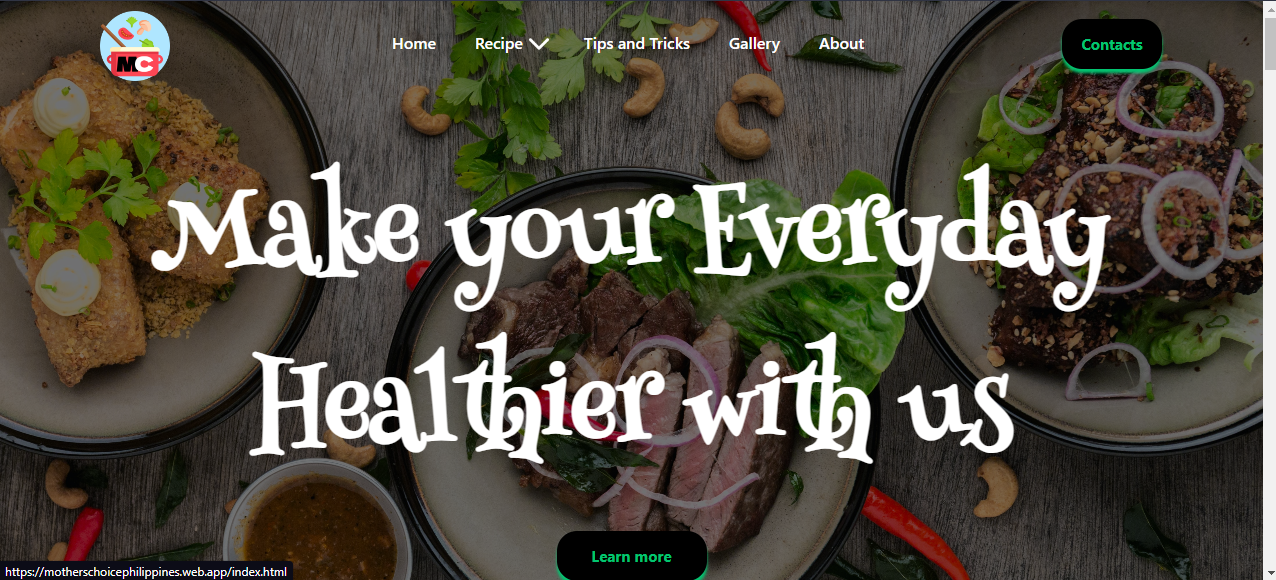 MC
Home Recipe Tips and Tricks Gallery About Contacts
Make your Everyday
Healthier with us
Learn more
https://motherschoicephilippines.web.app/index.html